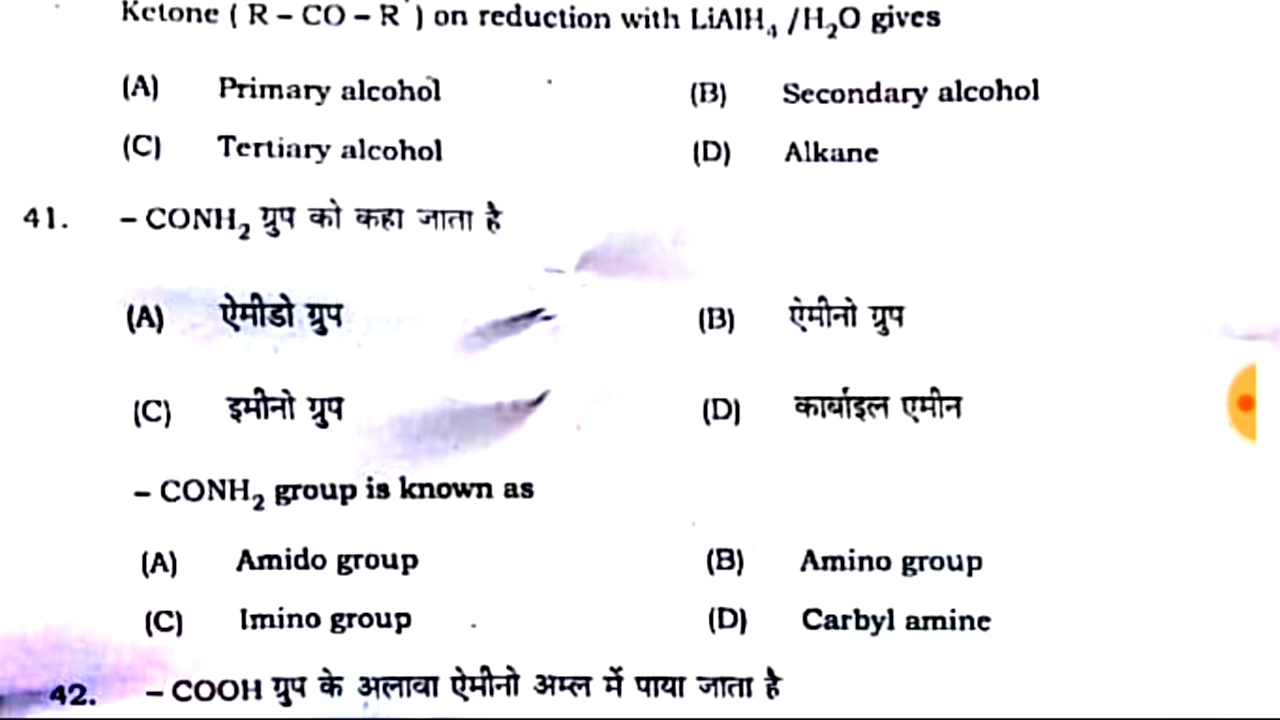 Ketone ( R – CO – R' ) on reduction with LiAlH₄ /H₂O gives
(A) Primary alcohol (B) Secondary alcohol
(C) Tertiary alcohol (D) Alkane
41. – CONH₂ ग्रुप को कहा जाता है
(A) ऐमीडो ग्रुप (B) ऐमीनो ग्रुप
(C) इमीनो ग्रुप (D) कार्बाइल एमीन
– CONH₂ group is known as
(A) Amido group (B) Amino group
(C) Imino group (D) Carbyl amine
42. – COOH ग्रुप के अलावा ऐमीनो अम्ल में पाया जाता है